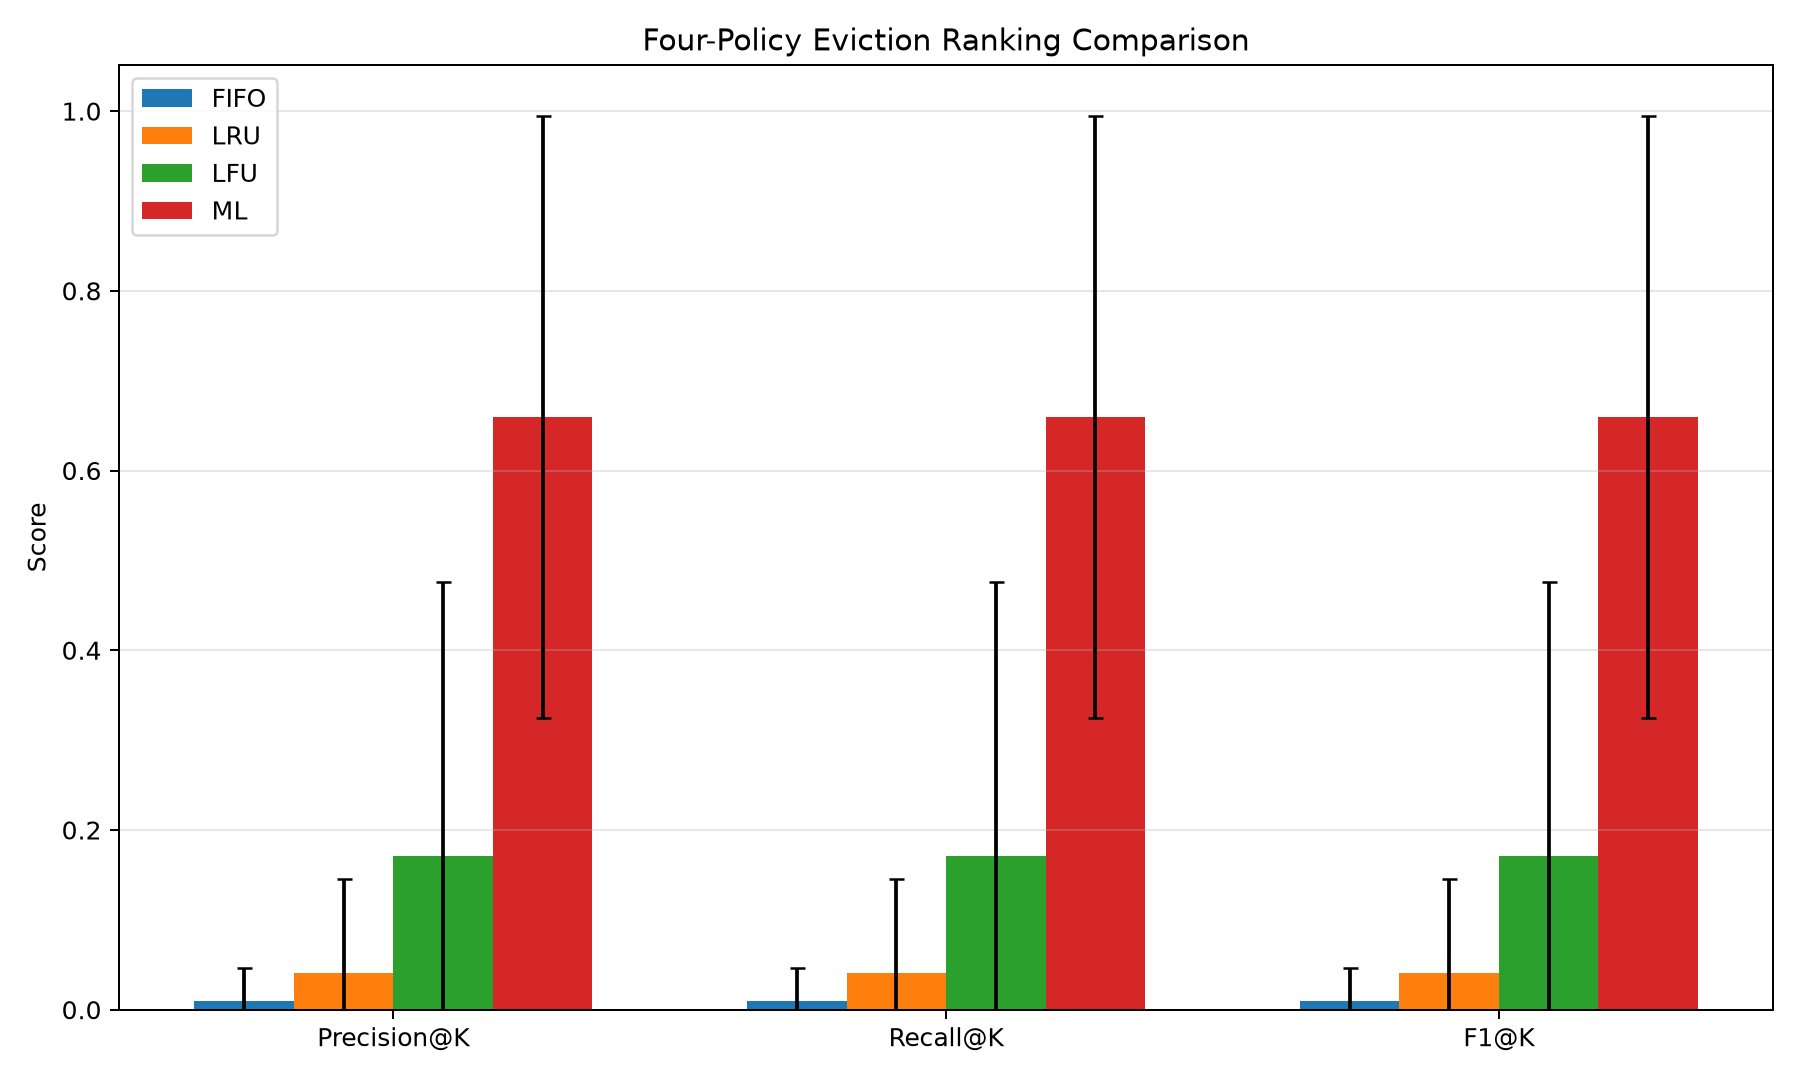 Four-Policy Eviction Ranking Comparison
FIFO
LRU
LFU
ML
Score
1.0
0.8
0.6
0.4
0.2
0.0
Precision@K
Recall@K
F1@K